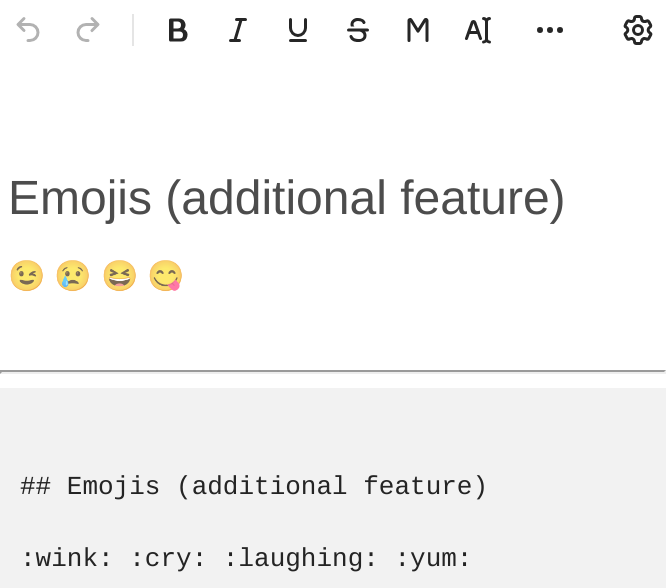 B I U S M A
Emojis (additional feature)
😉 😢 😆 😋
## Emojis (additional feature)
:wink: :cry: :laughing: :yum: